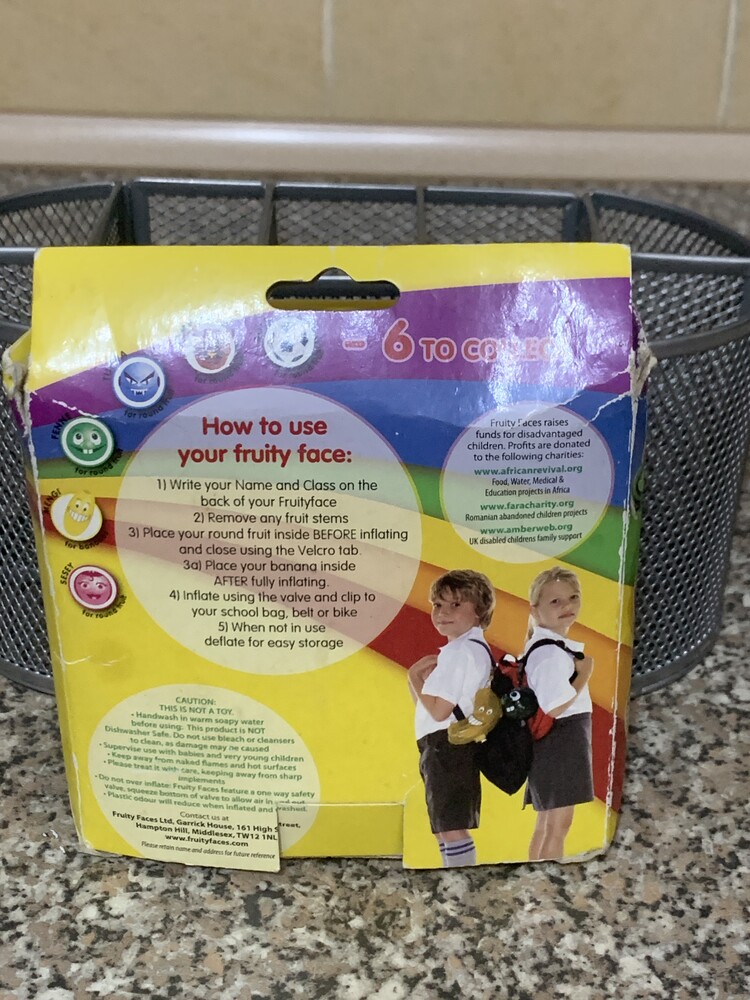 6 TO COLLEC
for round fruit
for round
for ban
SESEY
for round fruit
How to use
your fruity face:
1) Write your Name and Class on the
back of your Fruityface
2) Remove any fruit stems
3) Place your round fruit inside BEFORE inflating
and close using the Velcro tab.
3a) Place your banana inside
AFTER fully inflating.
4) Inflate using the valve and clip to
your school bag, belt or bike
5) When not in use
deflate for easy storage
Fruity Faces raises
funds for disadvantaged
children. Profits are donated
to the following charities:
www.africanrevival.org
Food, Water, Medical &
Education projects in Africa
www.faracharity.org
Romanian abandoned children projects
www.amberweb.org
UK disabled childrens family support
CAUTION:
THIS IS NOT A TOY.
• Handwash in warm soapy water
before using. This product is NOT
Dishwasher Safe. Do not use bleach or cleansers
to clean, as damage may be caused
• Supervise use with babies and very young children
• Keep away from naked flames and hot surfaces
• Please treat it with care, keeping away from sharp
implements
• Do not over inflate: Fruity Faces feature a one way safety
valve, squeeze bottom of valve to allow air in and out
• Plastic odour will reduce when inflated and washed.
Contact us at
Fruity Faces Ltd, Garrick House, 161 High Street,
Hampton Hill, Middlesex, TW12 1NL
www.fruityfaces.com
Please retain name and address for future reference